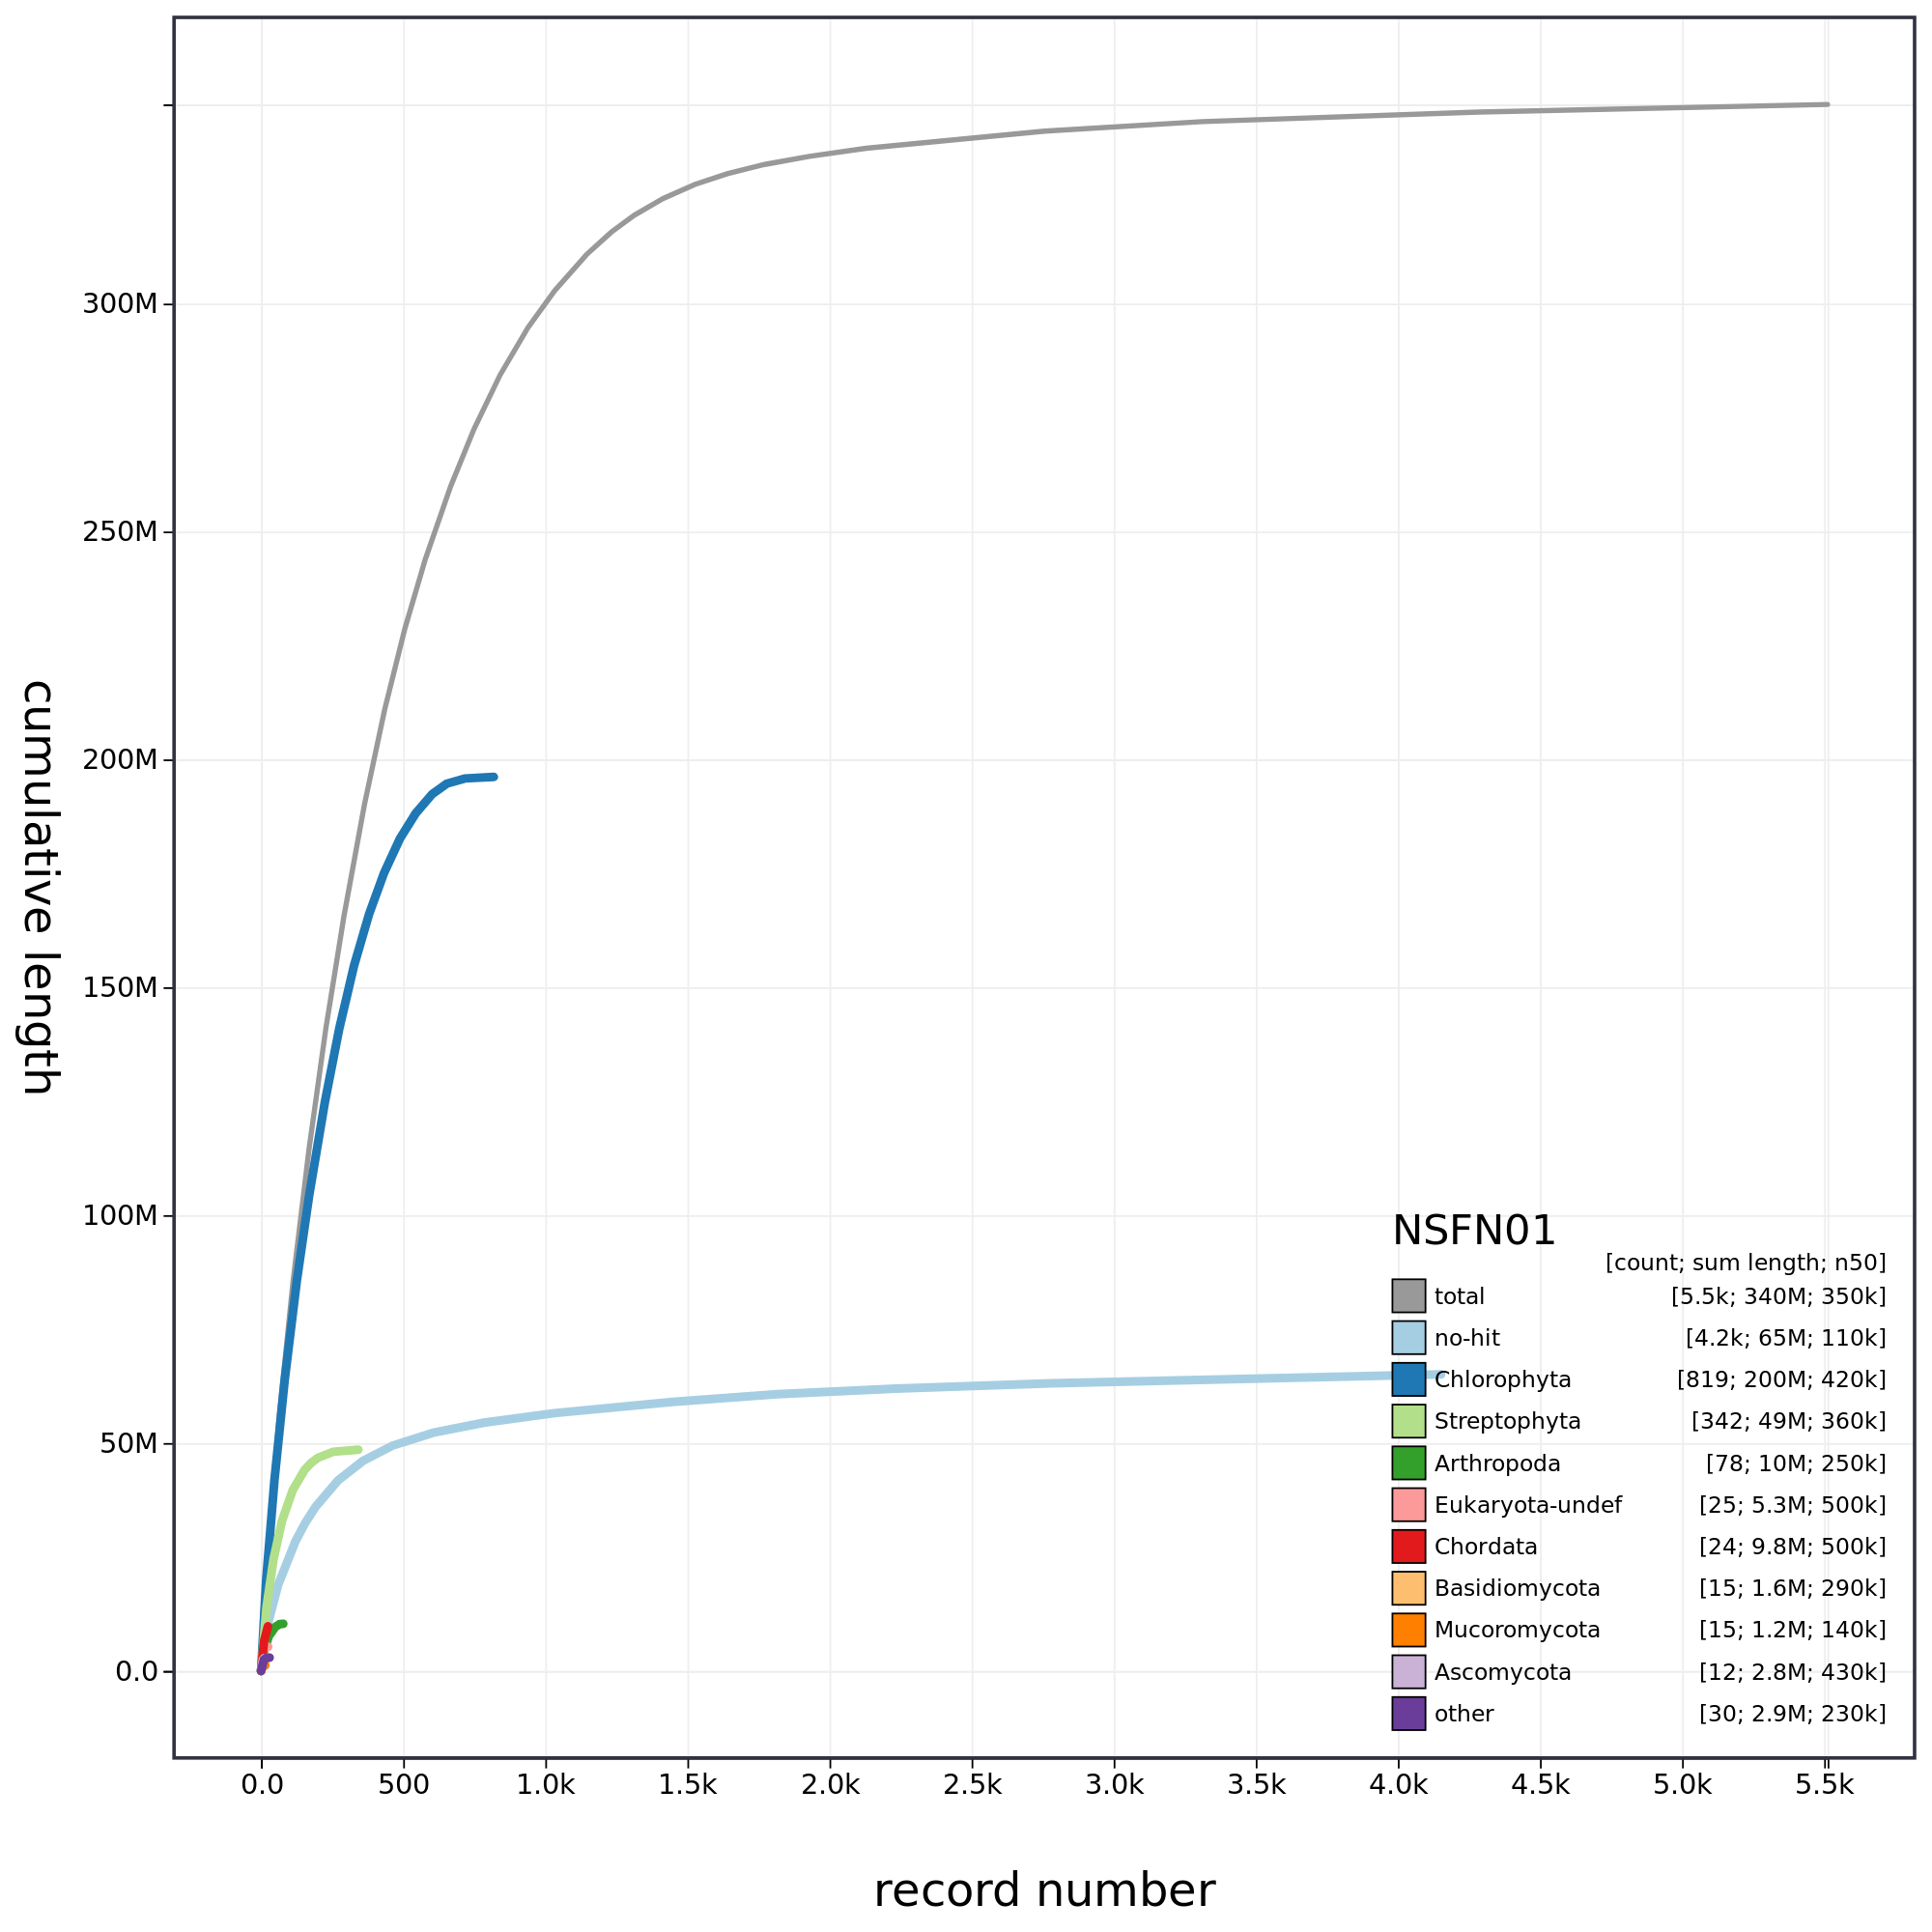 cumulative length
300M
250M
200M
150M
100M
50M
0.0
NSFN01
[count; sum length; n50]
total [5.5k; 340M; 350k]
no-hit [4.2k; 65M; 110k]
Chlorophyta [819; 200M; 420k]
Streptophyta [342; 49M; 360k]
Arthropoda [78; 10M; 250k]
Eukaryota-undef [25; 5.3M; 500k]
Chordata [24; 9.8M; 500k]
Basidiomycota [15; 1.6M; 290k]
Mucoromycota [15; 1.2M; 140k]
Ascomycota [12; 2.8M; 430k]
other [30; 2.9M; 230k]
0.0 500 1.0k 1.5k 2.0k 2.5k 3.0k 3.5k 4.0k 4.5k 5.0k 5.5k
record number